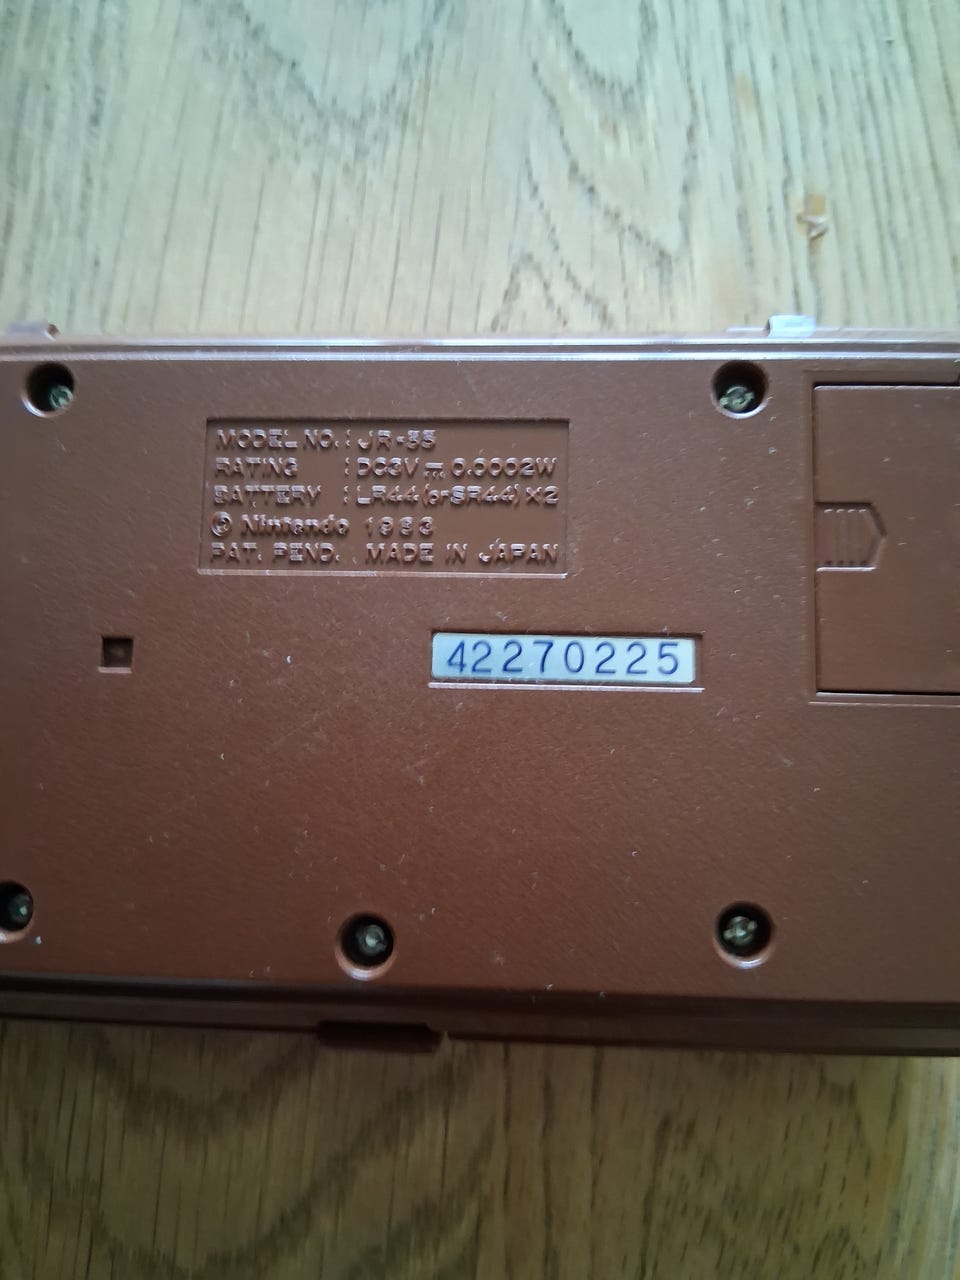 MODEL NO. : JR-55
RATING : DC3V ⎓ 0.0002W
BATTERY : LR44 (or SR44) X2
© Nintendo 1983
PAT. PEND. MADE IN JAPAN
42270225